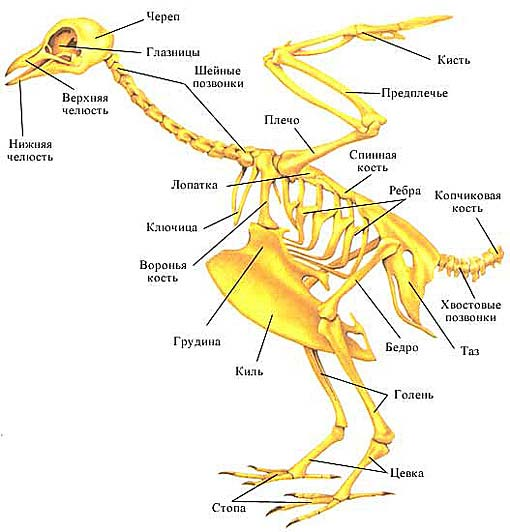 Череп
Глазницы
Шейные
позвонки
Кисть
Верхняя
челюсть
Предплечье
Плечо
Нижняя
челюсть
Спинная
кость
Лопатка
Ребра
Копчиковая
кость
Ключица
Воронья
кость
Хвостовые
позвонки
Грудина
Бедро
Таз
Киль
Голень
Цевка
Стопа